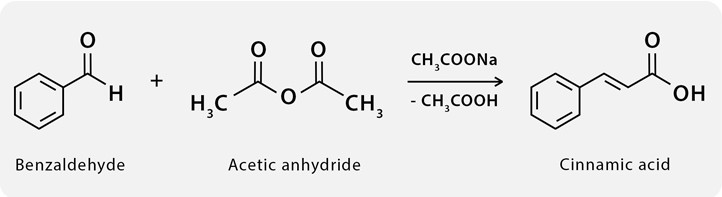 O
H
+
O
O
H₃C
O
CH₃
CH₃COONa
- CH₃COOH
O
OH
Benzaldehyde
Acetic anhydride
Cinnamic acid